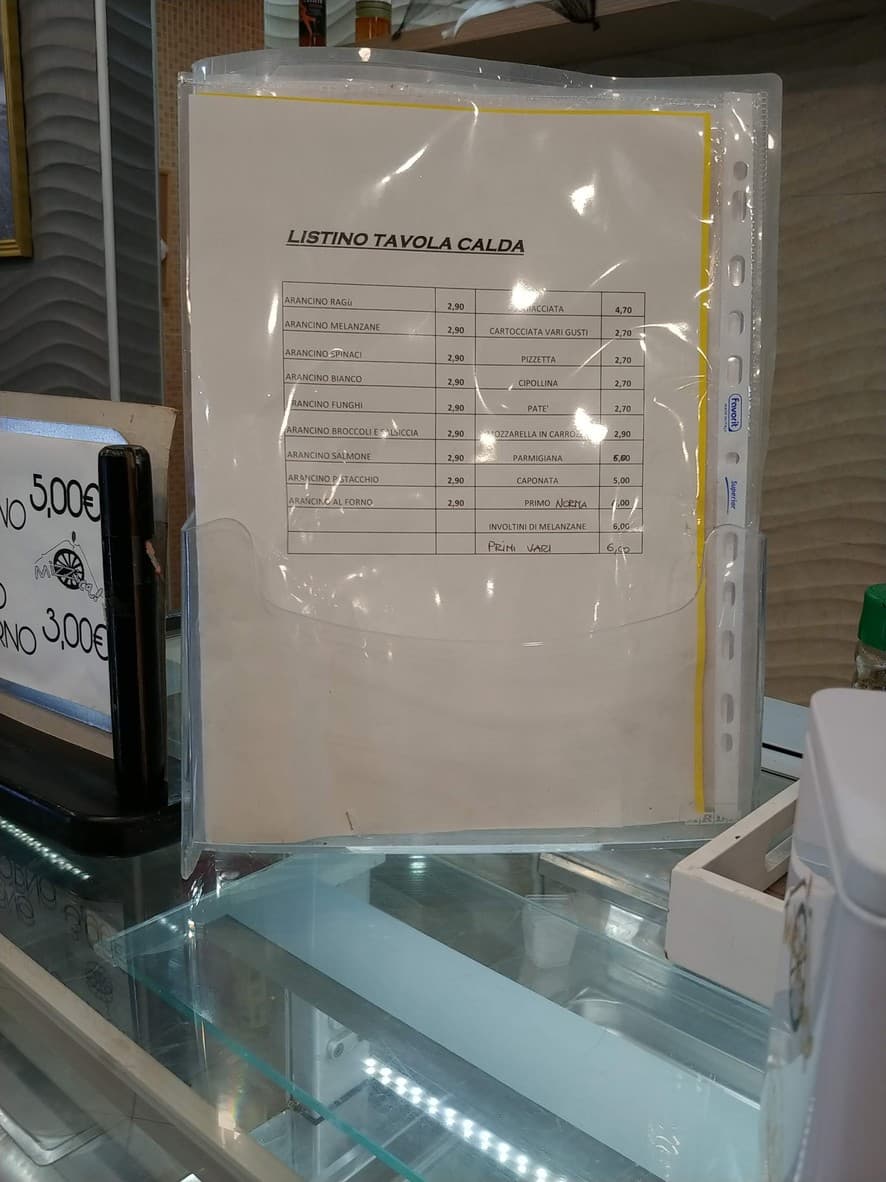 LISTINO TAVOLA CALDA
ARANCINO RAGù 2,90 4,70
ARANCINO MELANZANE 2,90 CARTOCCIATA VARI GUSTI 2,70
ARANCINO SPINACI 2,90 PIZZETTA 2,70
ARANCINO BIANCO 2,90 CIPOLLINA 2,70
ARANCINO FUNGHI 2,90 PATE' 2,70
ARANCINO BROCCOLI E SALSICCIA 2,90 MOZZARELLA IN CARROZZA 2,90
ARANCINO SALMONE 2,90 PARMIGIANA 6,00
ARANCINO PISTACCHIO 2,90 CAPONATA 5,00
ARANCINO AL FORNO 2,90 PRIMO NORMA
INVOLTINI DI MELANZANE 6,00
PRIMI VARI 6,00
favorit
Superior
5,00€
3,00€